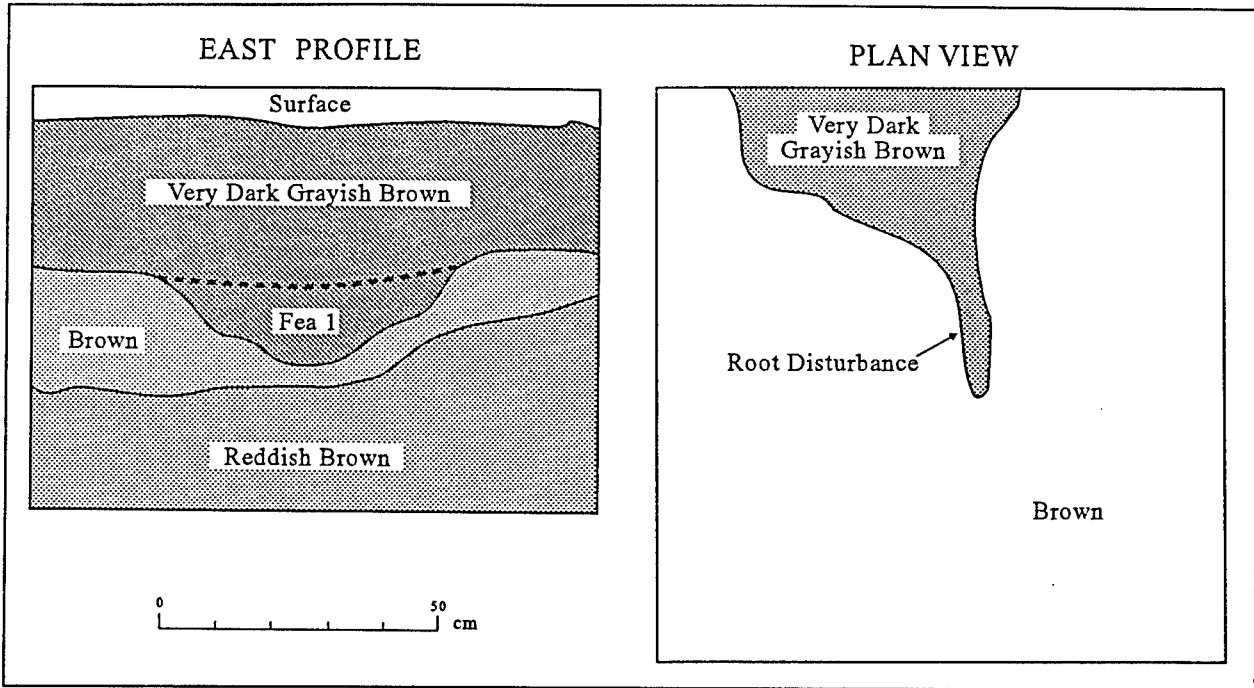 EAST PROFILE
Surface
Very Dark Grayish Brown
Fea 1
Brown
Reddish Brown
0 50
cm
PLAN VIEW
Very Dark
Grayish Brown
Root Disturbance
Brown